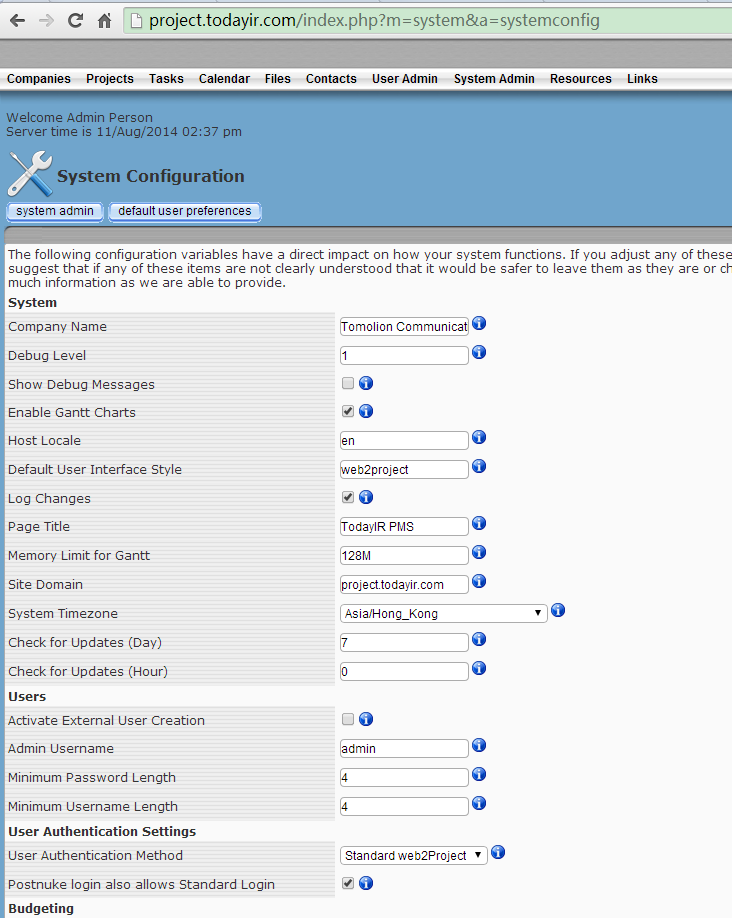 project.todayir.com/index.php?m=system&a=systemconfig
Companies Projects Tasks Calendar Files Contacts User Admin System Admin Resources Links
Welcome Admin Person
Server time is 11/Aug/2014 02:37 pm
System Configuration
system admin default user preferences
The following configuration variables have a direct impact on how your system functions. If you adjust any of these
suggest that if any of these items are not clearly understood that it would be safer to leave them as they are or ch
much information as we are able to provide.
System
Company Name Tomolion Communicat
Debug Level 1
Show Debug Messages
Enable Gantt Charts
Host Locale en
Default User Interface Style web2project
Log Changes
Page Title TodayIR PMS
Memory Limit for Gantt 128M
Site Domain project.todayir.com
System Timezone Asia/Hong_Kong
Check for Updates (Day) 7
Check for Updates (Hour) 0
Users
Activate External User Creation
Admin Username admin
Minimum Password Length 4
Minimum Username Length 4
User Authentication Settings
User Authentication Method Standard web2Project
Postnuke login also allows Standard Login
Budgeting